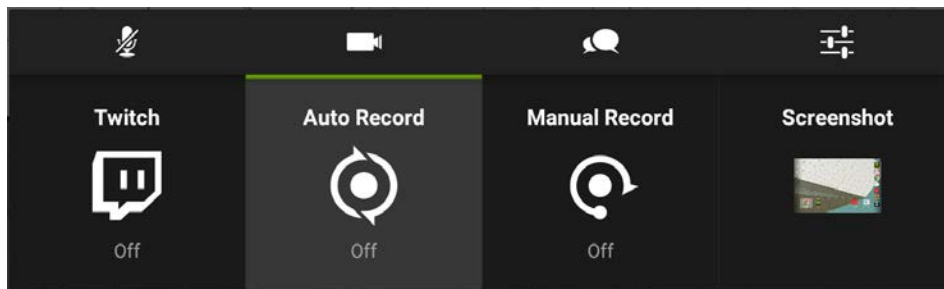 Twitch
Auto Record
Manual Record
Screenshot
Off
Off
Off